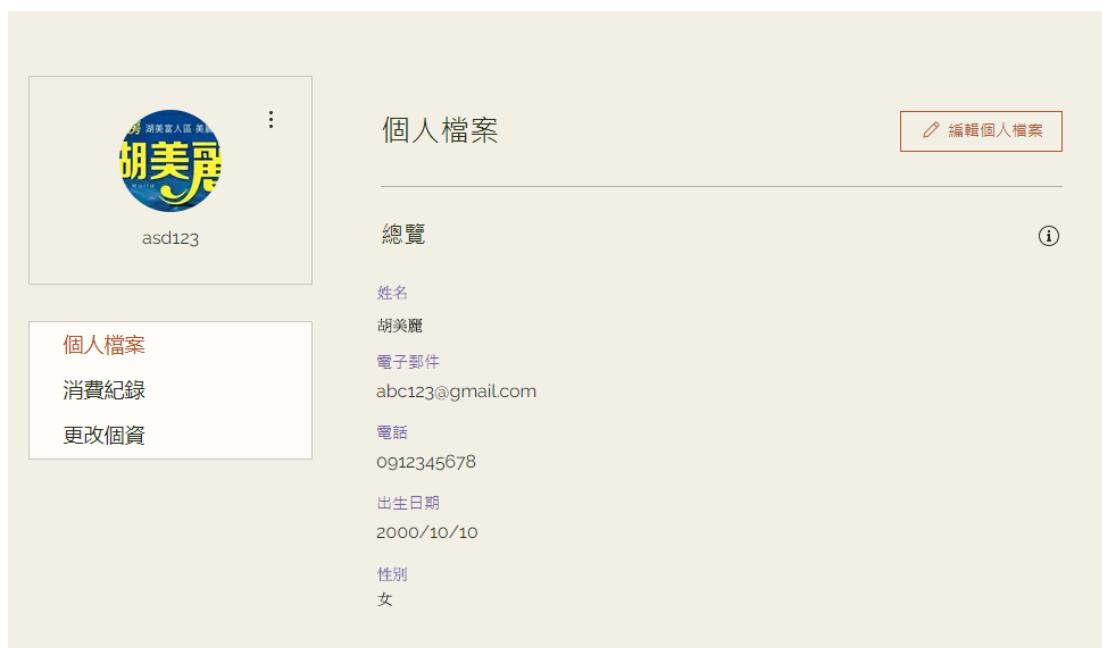 湖美富人區 美
胡美麗
World
asd123
個人檔案
消費紀錄
更改個資
個人檔案
編輯個人檔案
總覽
姓名
胡美麗
電子郵件
abc123@gmail.com
電話
0912345678
出生日期
2000/10/10
性別
女